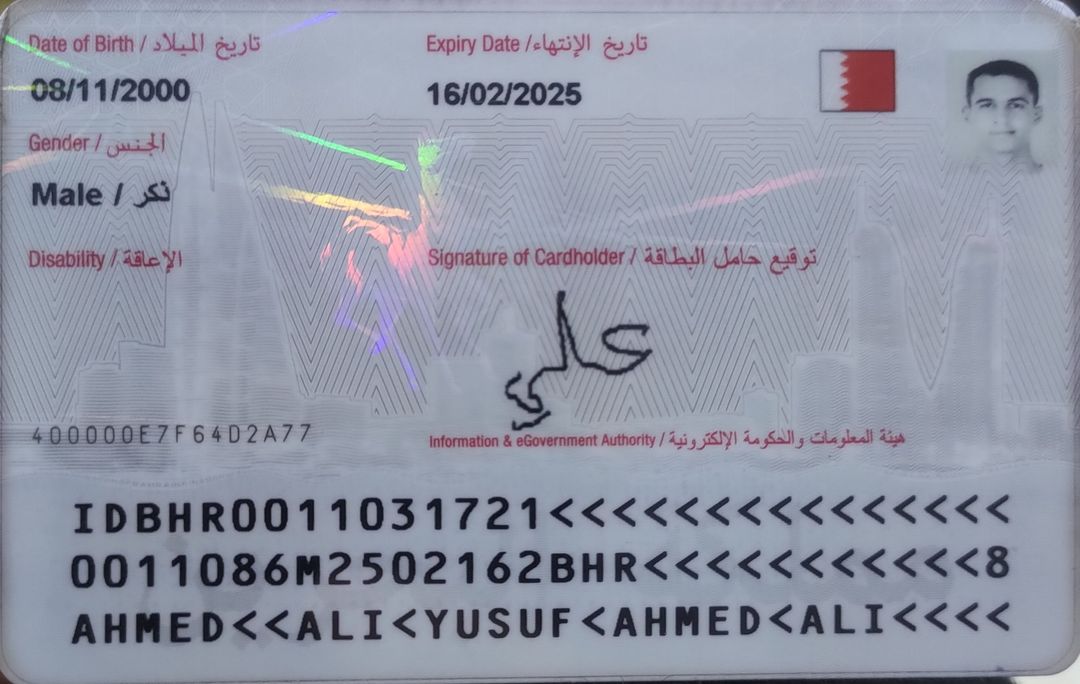 Date of Birth / تاريخ الميلاد
Expiry Date / تاريخ الإنتهاء
08/11/2000
16/02/2025
Gender / الجنس
Male / ذكر
Disability / الإعاقة
Signature of Cardholder / توقيع حامل البطاقة
علي
400000E7F64D2A77
Information & eGovernment Authority / هيئة المعلومات والحكومة الإلكترونية
IDBHR0011031721<<<<<<<<<<<<<<<
0011086M2502162BHR<<<<<<<<<<<8
AHMED<<ALI<YUSUF<AHMED<ALI<<<<